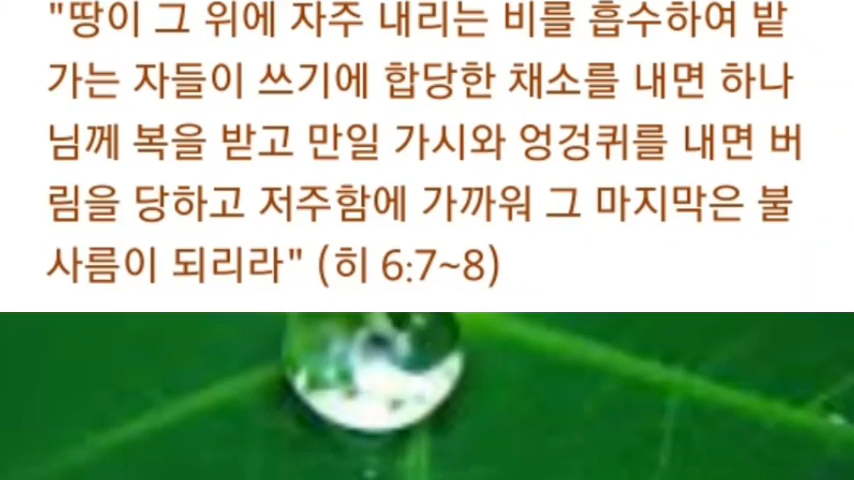 "땅이 그 위에 자주 내리는 비를 흡수하여 밭
가는 자들이 쓰기에 합당한 채소를 내면 하나
님께 복을 받고 만일 가시와 엉겅퀴를 내면 버
림을 당하고 저주함에 가까워 그 마지막은 불
사름이 되리라" (히 6:7~8)